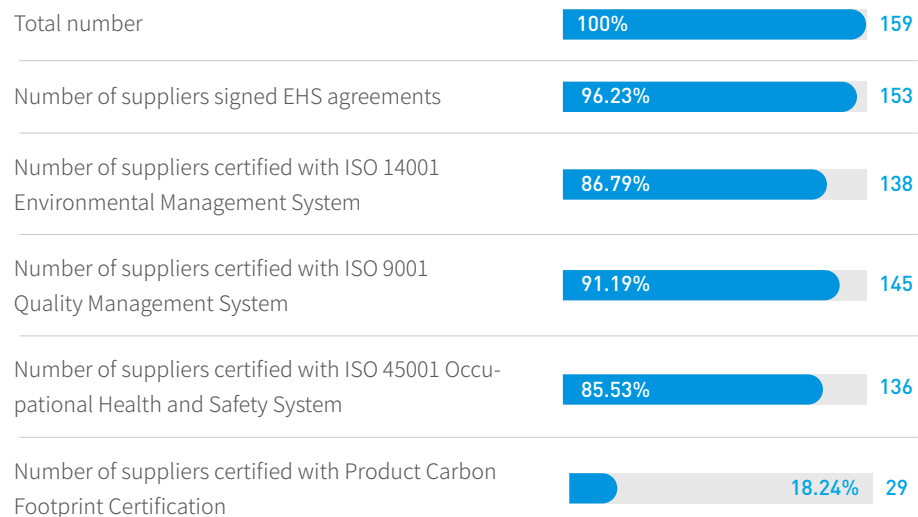 Total number 100% 159
Number of suppliers signed EHS agreements 96.23% 153
Number of suppliers certified with ISO 14001
Environmental Management System
86.79% 138
Number of suppliers certified with ISO 9001
Quality Management System
91.19% 145
Number of suppliers certified with ISO 45001 Occu-
pational Health and Safety System
85.53% 136
Number of suppliers certified with Product Carbon
Footprint Certification
18.24% 29